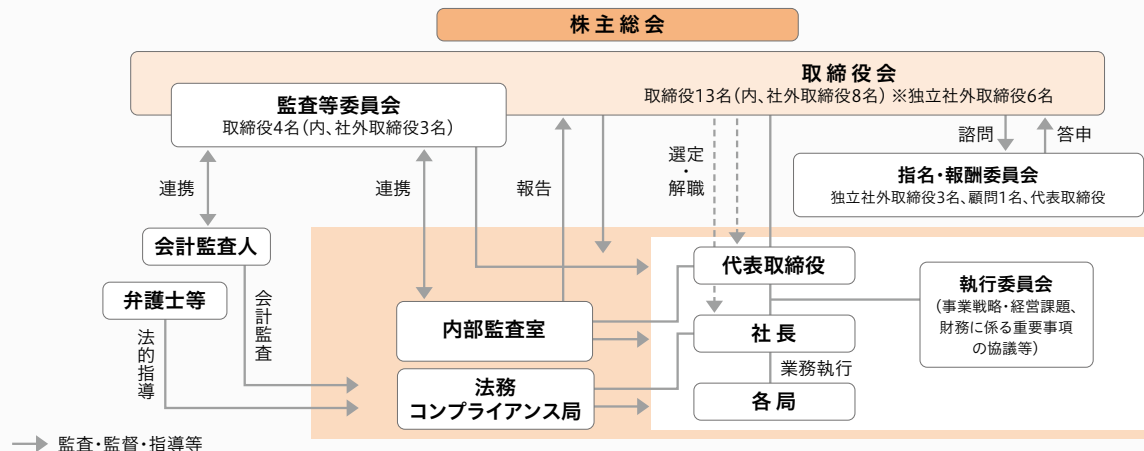 株主総会
取締役会
取締役13名(内、社外取締役8名) ※独立社外取締役6名
監査等委員会
取締役4名(内、社外取締役3名)
連携
連携
報告
選定・解職
諮問
答申
指名・報酬委員会
独立社外取締役3名、顧問1名、代表取締役
会計監査人
弁護士等
会計監査
法的指導
内部監査室
法務
コンプライアンス局
代表取締役
社長
業務執行
各局
執行委員会
(事業戦略・経営課題、
財務に係る重要事項
の協議等)
監査・監督・指導等